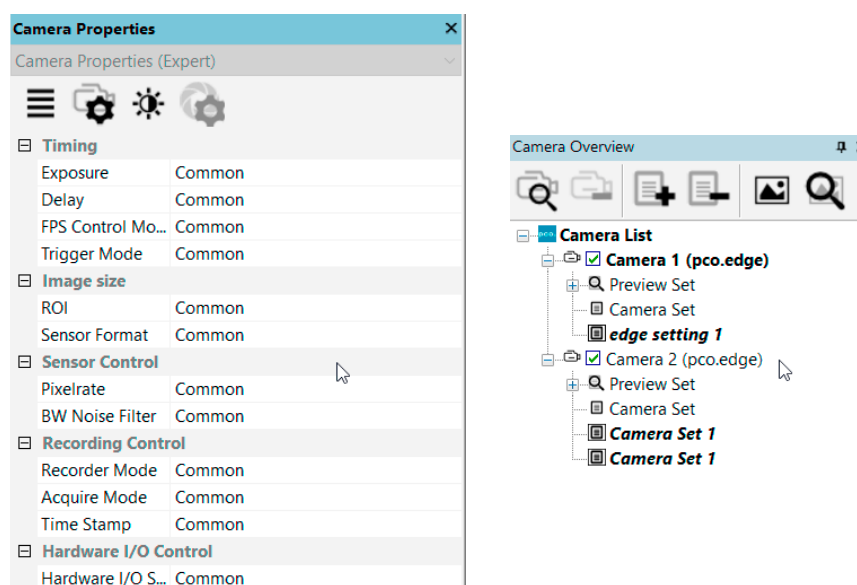 Camera Properties
Camera Properties (Expert)
Timing
Exposure Common
Delay Common
FPS Control Mo... Common
Trigger Mode Common
Image size
ROI Common
Sensor Format Common
Sensor Control
Pixelrate Common
BW Noise Filter Common
Recording Control
Recorder Mode Common
Acquire Mode Common
Time Stamp Common
Hardware I/O Control
Hardware I/O S... Common
Camera Overview
pco. Camera List
Camera 1 (pco.edge)
Preview Set
Camera Set
edge setting 1
Camera 2 (pco.edge)
Preview Set
Camera Set
Camera Set 1
Camera Set 1